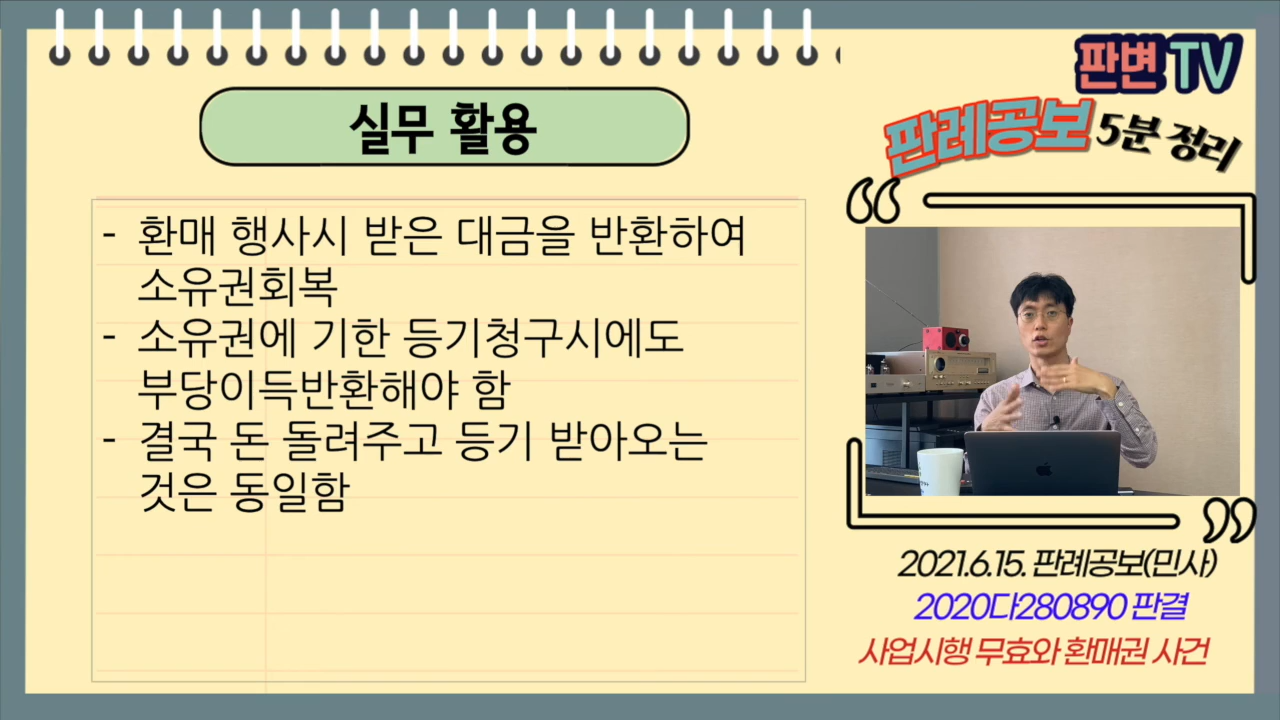 판변TV
판례공보 5분 정리
실무 활용
- 환매 행사시 받은 대금을 반환하여
소유권회복
- 소유권에 기한 등기청구시에도
부당이득반환해야 함
- 결국 돈 돌려주고 등기 받아오는
것은 동일함
2021.6.15. 판례공보(민사)
2020다280890 판결
사업시행 무효와 환매권 사건